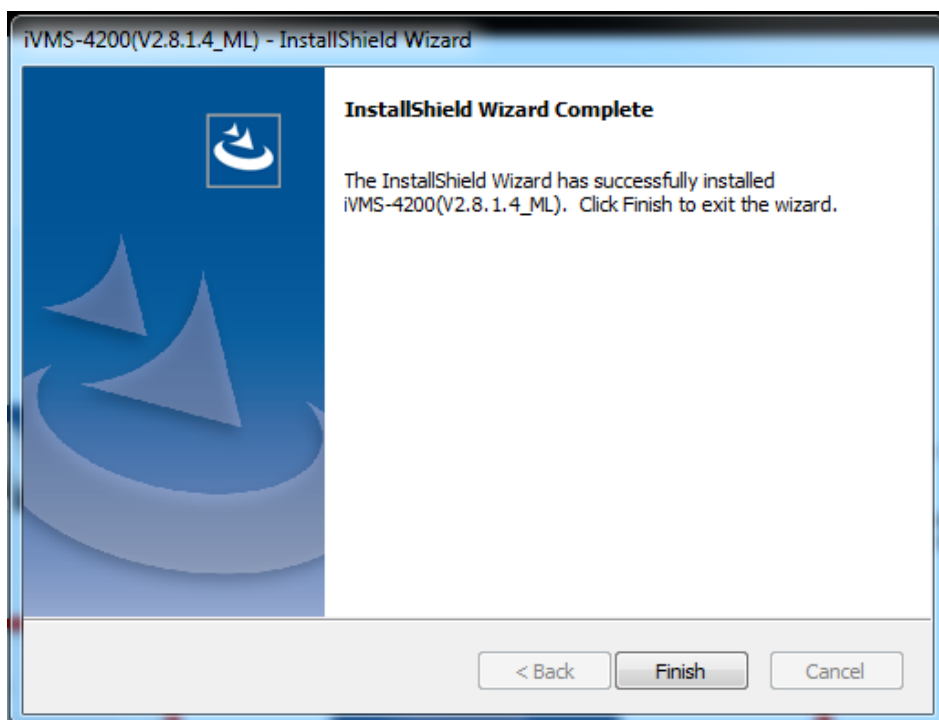 iVMS-4200(V2.8.1.4_ML) - InstallShield Wizard
InstallShield Wizard Complete
The InstallShield Wizard has successfully installed
iVMS-4200(V2.8.1.4_ML).  Click Finish to exit the wizard.
< Back
Finish
Cancel